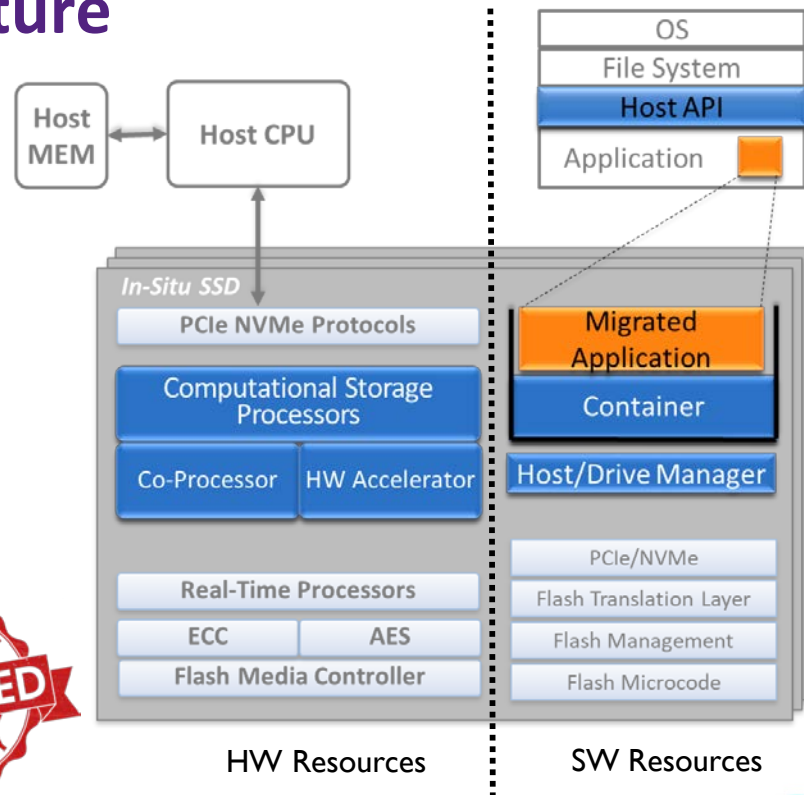 Host
MEM
Host CPU
OS
File System
Host API
Application
In-Situ SSD
PCIe NVMe Protocols
Computational Storage
Processors
Co-Processor
HW Accelerator
Real-Time Processors
ECC
AES
Flash Media Controller
Migrated
Application
Container
Host/Drive Manager
PCIe/NVMe
Flash Translation Layer
Flash Management
Flash Microcode
HW Resources
SW Resources